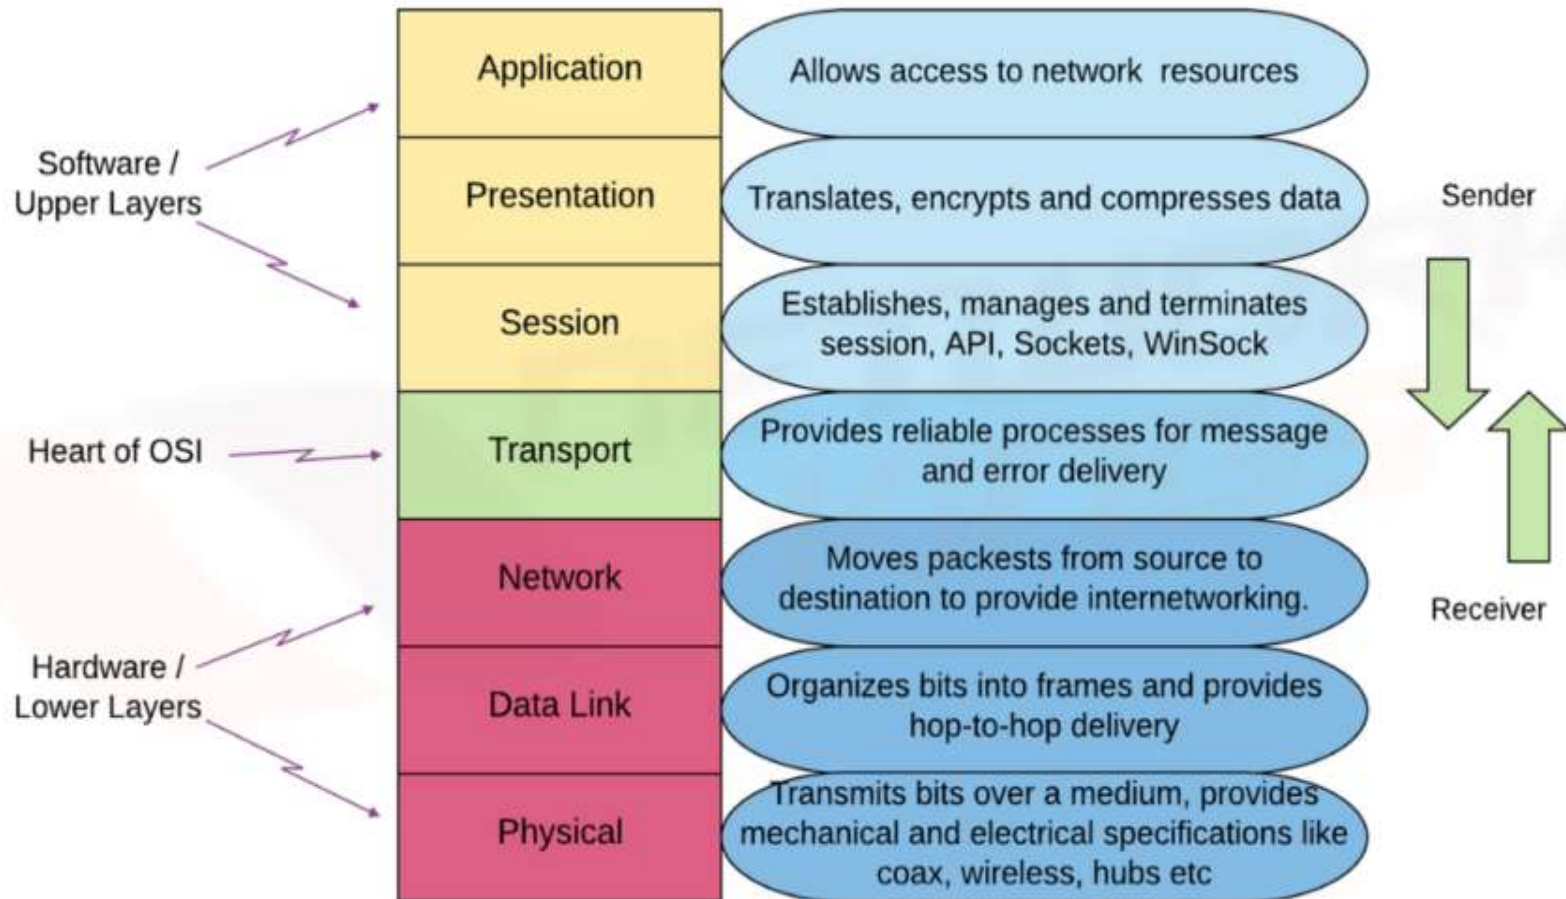 Application
Allows access to network resources
Software /
Upper Layers
Presentation
Translates, encrypts and compresses data
Sender
Session
Establishes, manages and terminates
session, API, Sockets, WinSock
Heart of OSI
Transport
Provides reliable processes for message
and error delivery
Network
Moves packests from source to
destination to provide internetworking.
Receiver
Hardware /
Lower Layers
Data Link
Organizes bits into frames and provides
hop-to-hop delivery
Physical
Transmits bits over a medium, provides
mechanical and electrical specifications like
coax, wireless, hubs etc